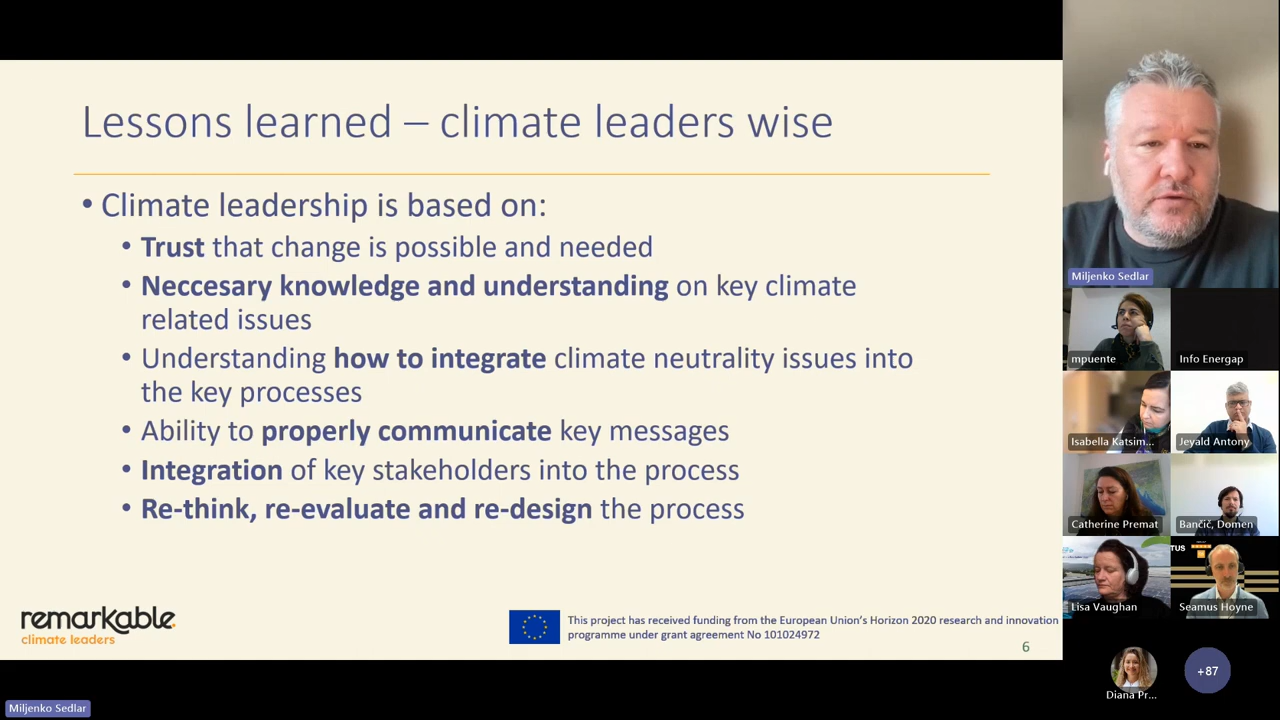 Lessons learned – climate leaders wise
• Climate leadership is based on:
• Trust that change is possible and needed
• Neccesary knowledge and understanding on key climate
related issues
• Understanding how to integrate climate neutrality issues into
the key processes
• Ability to properly communicate key messages
• Integration of key stakeholders into the process
• Re-think, re-evaluate and re-design the process
remarkable.
climate leaders
This project has received funding from the European Union's Horizon 2020 research and innovation
programme under grant agreement No 101024972
6
Miljenko Sedlar
Miljenko Sedlar
mpuente
Info Energap
Isabella Katsim...
Jeyald Antony
Catherine Premat
Bančič, Domen
Lisa Vaughan
TUS
Seamus Hoyne
Diana Pr...
+87